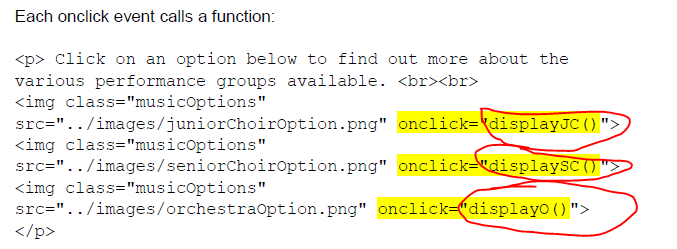 Each onclick event calls a function:
<p> Click on an option below to find out more about the
various performance groups available. <br><br>
<img class="musicOptions"
src="../images/juniorChoirOption.png" onclick="displayJC()">
<img class="musicOptions"
src="../images/seniorChoirOption.png" onclick="displaySC()">
<img class="musicOptions"
src="../images/orchestraOption.png" onclick="displayO()">
</p>